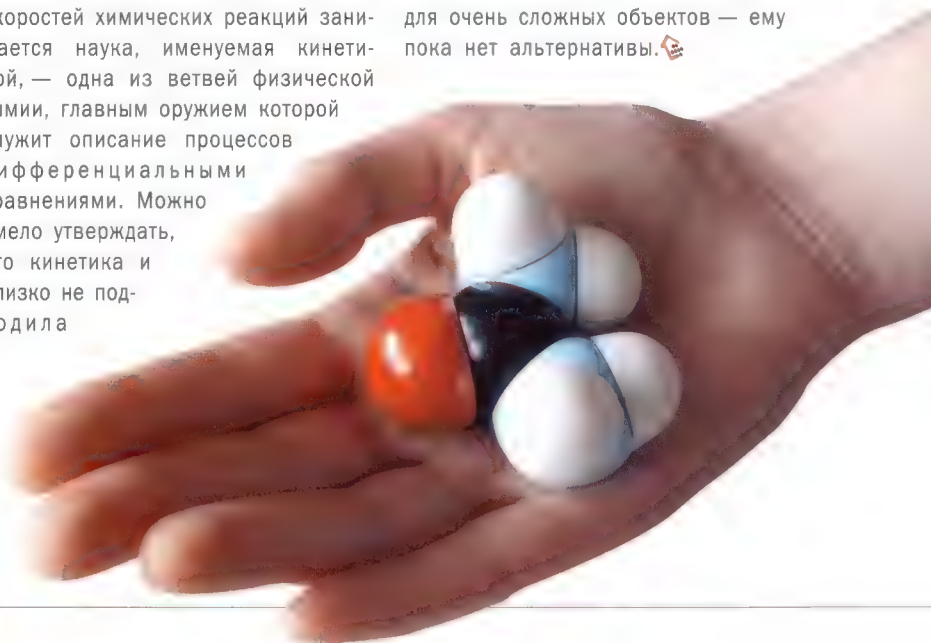 коростей химических реакций зани-
ается наука, именуемая кинети-
ой, — одна из ветвей физической
имии, главным оружием которой
ужит описание процессов
ифференциальными
равнениями. Можно
мело утверждать,
то кинетика и
лизко не под-
одила
для очень сложных объектов — ему
пока нет альтернативы.